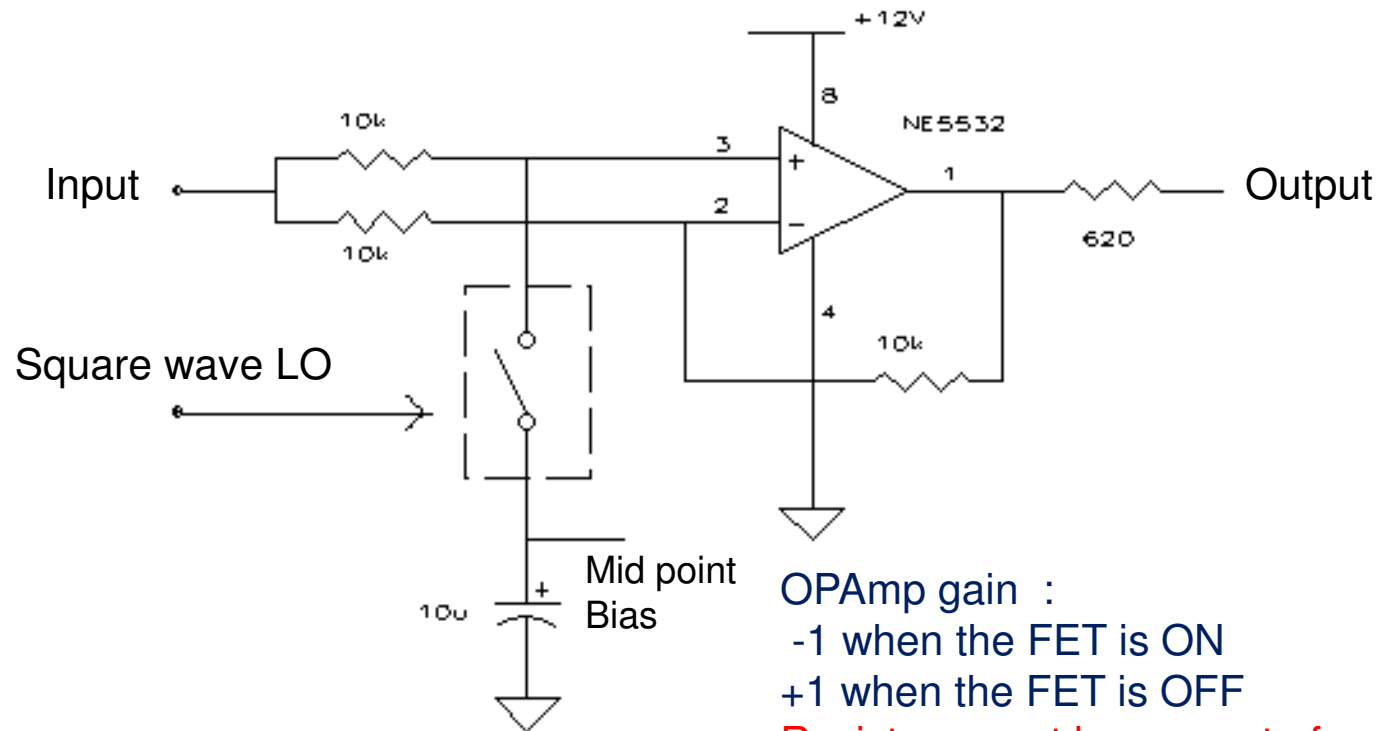 +12V
8
10k
NE5532
3
+
1
Input
Output
2
-
10k
620
4
10k
Square wave LO
Mid point
+
Bias
10u
OPAmp gain :
-1 when the FET is ON
+1 when the FET is OFF